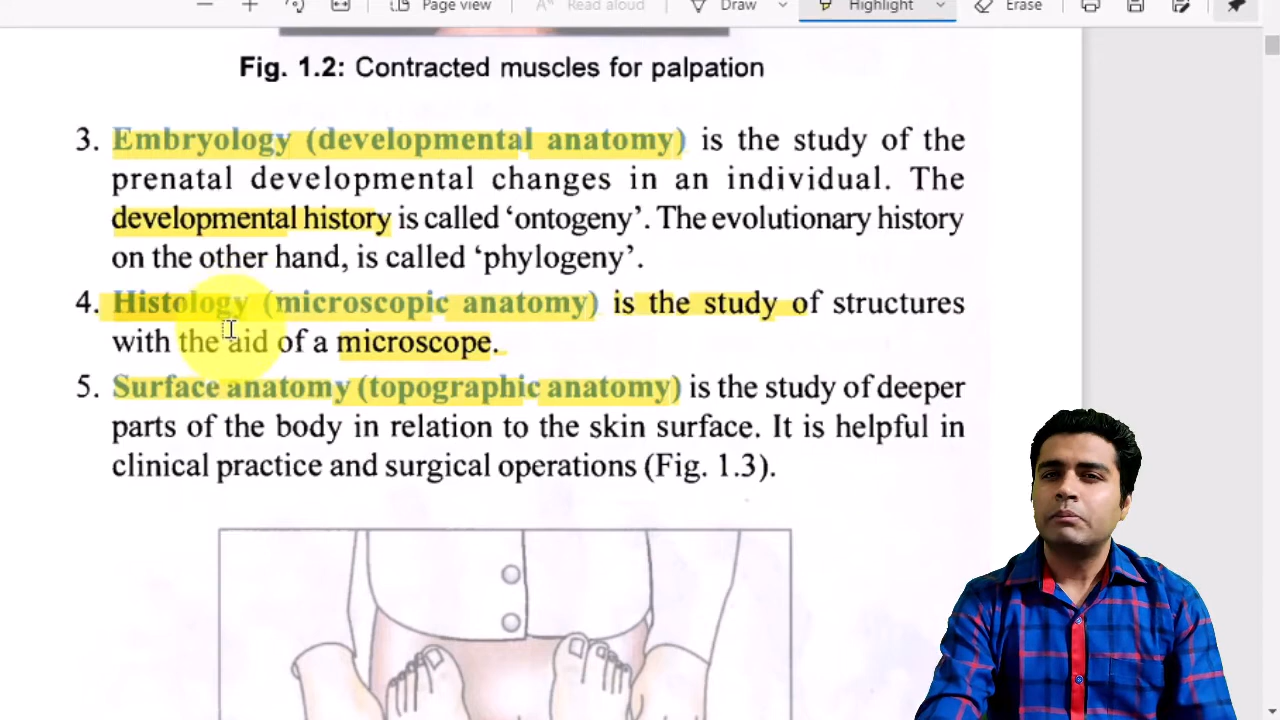 Page view Read aloud Draw Highlight Erase
Fig. 1.2: Contracted muscles for palpation
3. Embryology (developmental anatomy) is the study of the
prenatal developmental changes in an individual. The
developmental history is called ‘ontogeny’. The evolutionary history
on the other hand, is called ‘phylogeny’.
4. Histology (microscopic anatomy) is the study of structures
with the aid of a microscope.
5. Surface anatomy (topographic anatomy) is the study of deeper
parts of the body in relation to the skin surface. It is helpful in
clinical practice and surgical operations (Fig. 1.3).